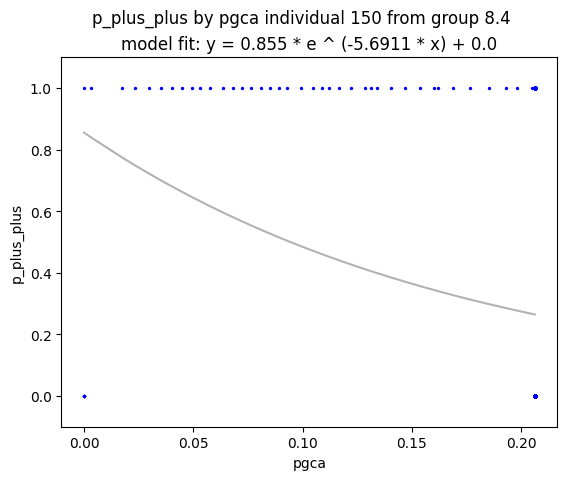 p_plus_plus by pgca individual 150 from group 8.4
model fit: y = 0.855 * e ^ (-5.6911 * x) + 0.0
1.0
0.8
0.6
0.4
0.2
0.0
p_plus_plus
0.00 0.05 0.10 0.15 0.20
pgca